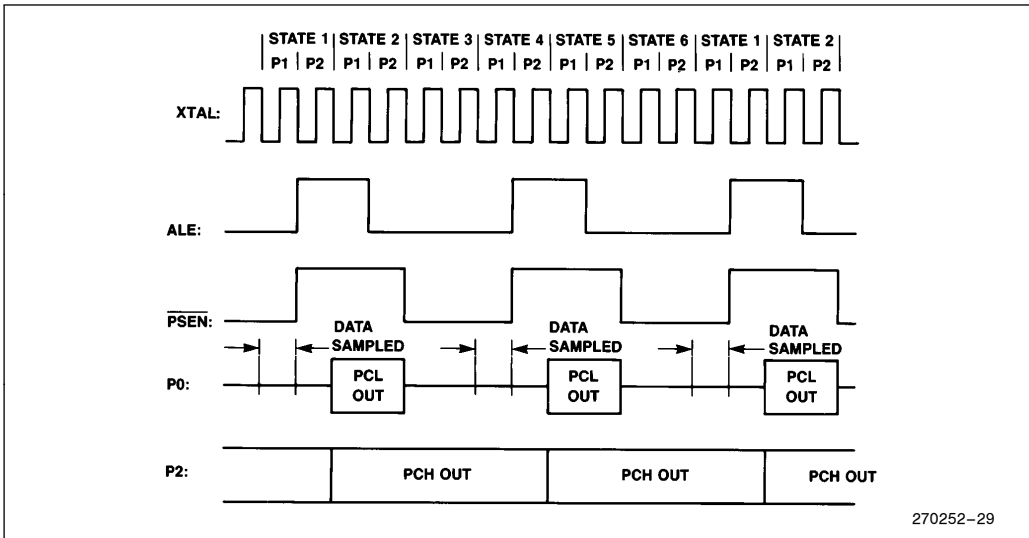 STATE 1 STATE 2 STATE 3 STATE 4 STATE 5 STATE 6 STATE 1 STATE 2
P1 P2 P1 P2 P1 P2 P1 P2 P1 P2 P1 P2 P1 P2 P1 P2
XTAL:
ALE:
PSEN:
DATA SAMPLED
DATA SAMPLED
DATA SAMPLED
P0:
PCL OUT
PCL OUT
PCL OUT
P2:
PCH OUT
PCH OUT
PCH OUT
270252–29